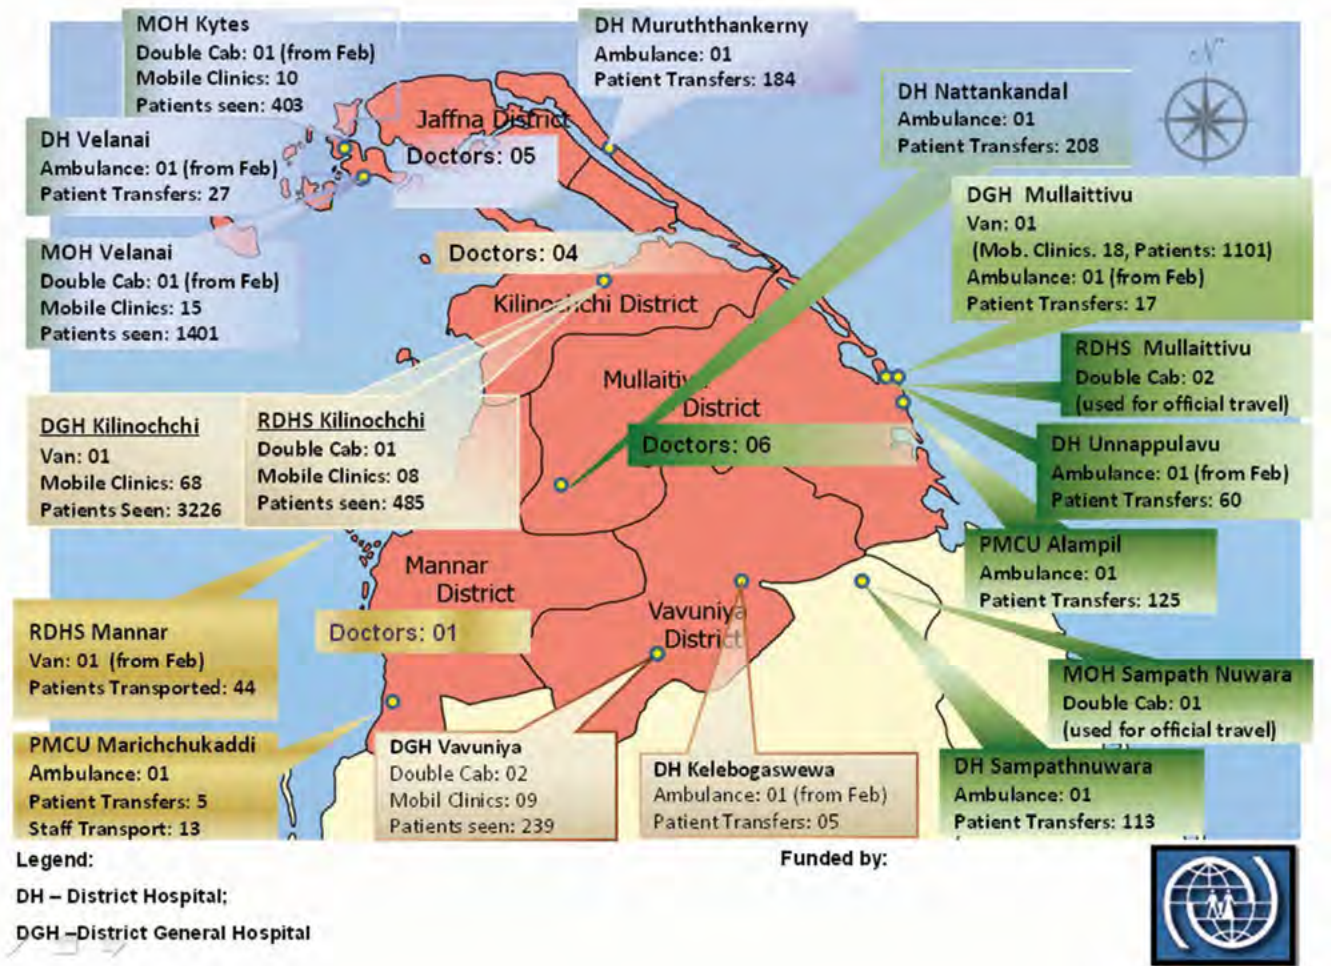 MOH Kytes
Double Cab: 01 (from Feb)
Mobile Clinics: 10
Patients seen: 403
DH Muruththankerny
Ambulance: 01
Patient Transfers: 184
DH Nattankandal
Ambulance: 01
Patient Transfers: 208
N
DH Velanai
Ambulance: 01 (from Feb)
Patient Transfers: 27
Jaffna District
Doctors: 05
DGH Mullaittivu
Van: 01
(Mob. Clinics. 18, Patients: 1101)
Ambulance: 01 (from Feb)
Patient Transfers: 17
MOH Velanai
Double Cab: 01 (from Feb)
Mobile Clinics: 15
Patients seen: 1401
Doctors: 04
Kilinochchi District
RDHS Mullaittivu
Double Cab: 02
(used for official travel)
Mullaitivu
District
Doctors: 06
DGH Kilinochchi
Van: 01
Mobile Clinics: 68
Patients Seen: 3226
RDHS Kilinochchi
Double Cab: 01
Mobile Clinics: 08
Patients seen: 485
DH Unnappulavu
Ambulance: 01 (from Feb)
Patient Transfers: 60
PMCU Alampil
Ambulance: 01
Patient Transfers: 125
Mannar
District
Doctors: 01
Vavuniya
District
RDHS Mannar
Van: 01 (from Feb)
Patients Transported: 44
MOH Sampath Nuwara
Double Cab: 01
(used for official travel)
PMCU Marichchukaddi
Ambulance: 01
Patient Transfers: 5
Staff Transport: 13
DGH Vavuniya
Double Cab: 02
Mobil Clinics: 09
Patients seen: 239
DH Kelebogaswewa
Ambulance: 01 (from Feb)
Patient Transfers: 05
DH Sampathnuwara
Ambulance: 01
Patient Transfers: 113
Legend:
DH – District Hospital;
DGH –District General Hospital
Funded by: